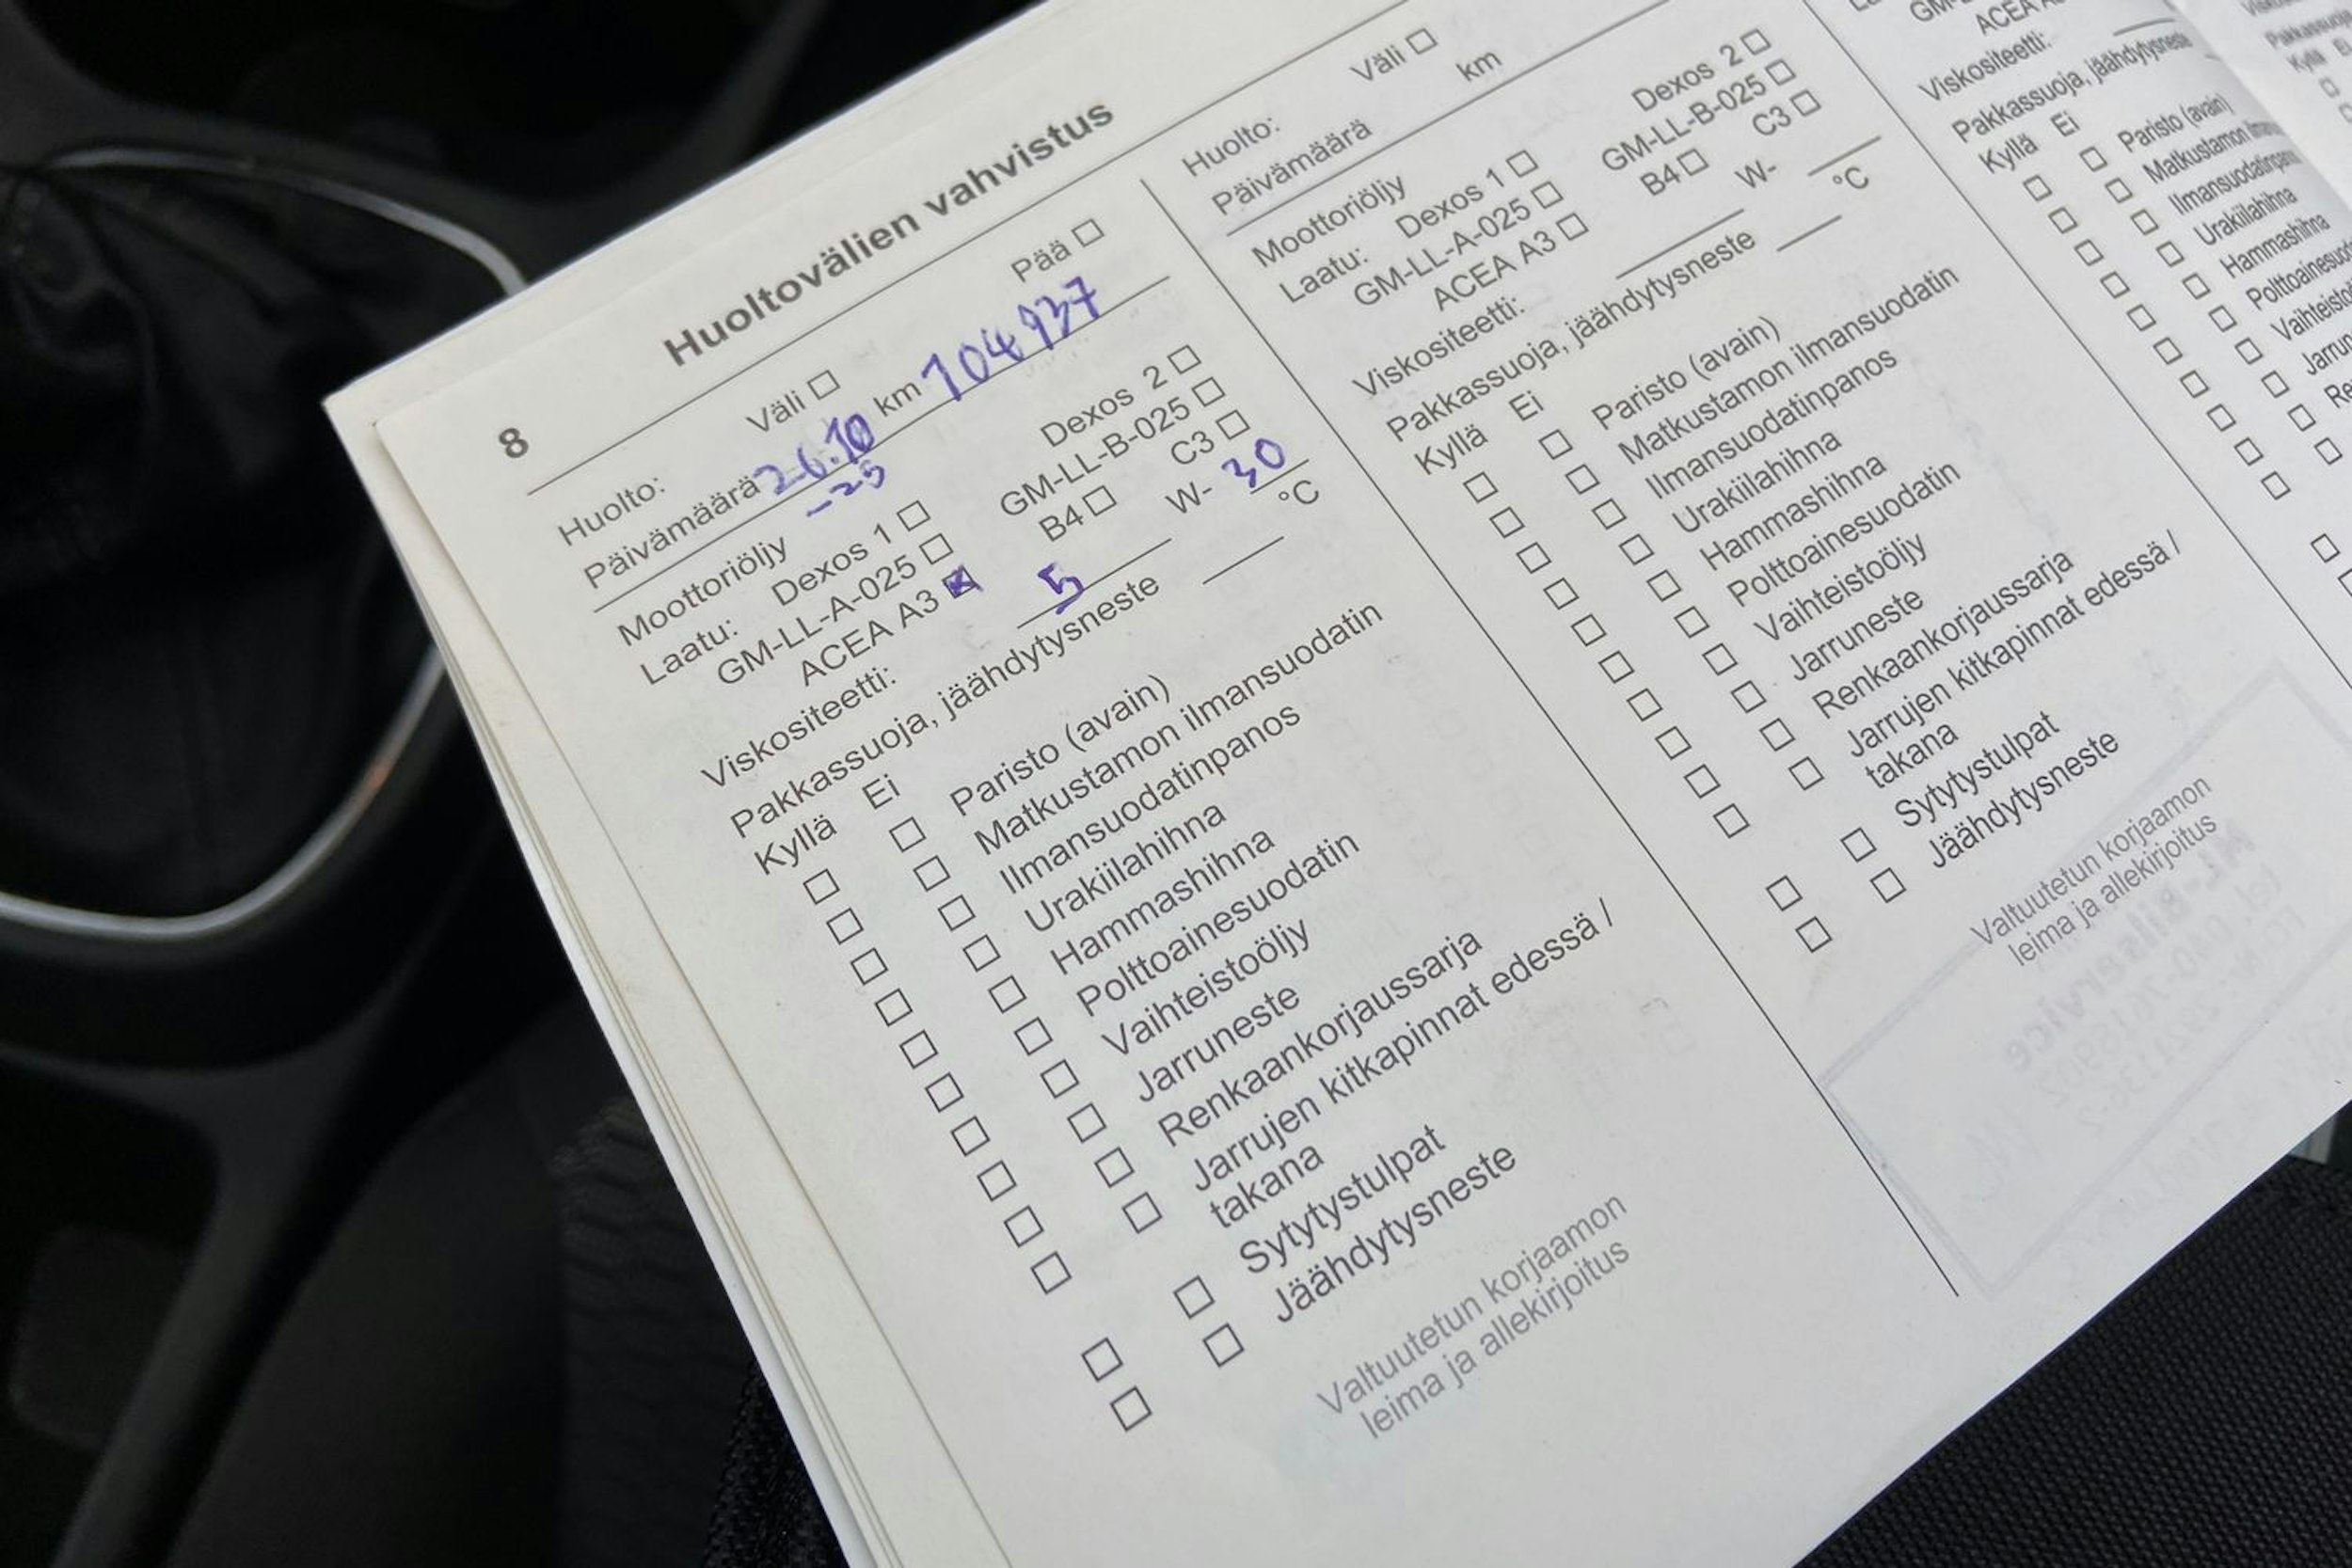 8
Huoltovälien vahvistus
Huolto: Väli Pää
Päivämäärä 26.10 km 104937
-25
Moottoriöljy
Laatu: Dexos 1 Dexos 2
GM-LL-A-025 GM-LL-B-025
ACEA A3 B4 C3
Viskositeetti: 5 W- 30
Pakkassuoja, jäähdytysneste °C
Kyllä Ei
Paristo (avain)
Matkustamon ilmansuodatin
Ilmansuodatinpanos
Urakiilahihna
Hammashihna
Polttoainesuodatin
Vaihteistoöljy
Jarruneste
Renkaankorjaussarja
Jarrujen kitkapinnat edessä /
takana
Sytytystulpat
Jäähdytysneste
Valtuutetun korjaamon
leima ja allekirjoitus
Huolto: Väli
Päivämäärä km
Moottoriöljy
Laatu: Dexos 1 Dexos 2
GM-LL-A-025 GM-LL-B-025
ACEA A3 B4 C3
Viskositeetti: W-
Pakkassuoja, jäähdytysneste °C
Kyllä Ei
Paristo (avain)
Matkustamon ilmansuodatin
Ilmansuodatinpanos
Urakiilahihna
Hammashihna
Polttoainesuodatin
Vaihteistoöljy
Jarruneste
Renkaankorjaussarja
Jarrujen kitkapinnat edessä /
takana
Sytytystulpat
Jäähdytysneste
Valtuutetun korjaamon
leima ja allekirjoitus
ACEA
Viskositeetti:
Pakkassuoja, jäähdytysneste
Kyllä Ei
Paristo (avain)
Matkustamon
Ilmansuodatinpanos
Urakiilahihna
Hammashihna
Kyllä